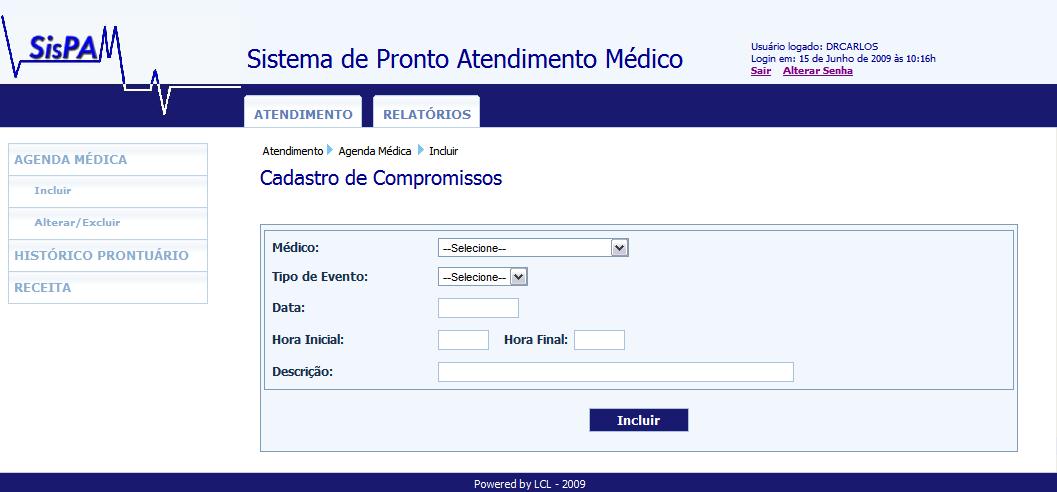 SisPA
Sistema de Pronto Atendimento Médico
Usuário logado: DRCARLOS
Login em: 15 de Junho de 2009 às 10:16h
Sair Alterar Senha
ATENDIMENTO RELATÓRIOS
AGENDA MÉDICA
Incluir
Alterar/Excluir
HISTÓRICO PRONTUÁRIO
RECEITA
Atendimento Agenda Médica Incluir
Cadastro de Compromissos
Médico: --Selecione--
Tipo de Evento: --Selecione--
Data:
Hora Inicial: Hora Final:
Descrição:
Incluir
Powered by LCL - 2009